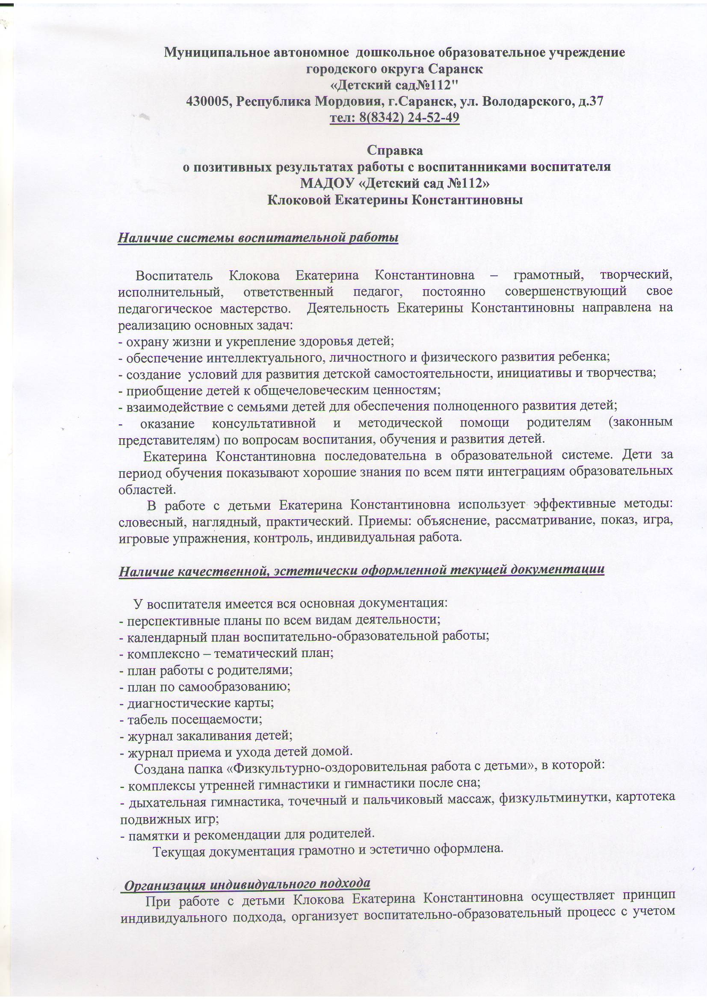 Муниципальное автономное дошкольное образовательное учреждение
городского округа Саранск
«Детский сад№112"
430005, Республика Мордовия, г.Саранск, ул. Володарского, д.37
тел: 8(8342) 24-52-49
Справка
о позитивных результатах работы с воспитанниками воспитателя
МАДОУ «Детский сад №112»
Клоковой Екатерины Константиновны
Наличие системы воспитательной работы
Воспитатель Клокова Екатерина Константиновна – грамотный, творческий,
исполнительный, ответственный педагог, постоянно совершенствующий свое
педагогическое мастерство. Деятельность Екатерины Константиновны направлена на
реализацию основных задач:
- охрану жизни и укрепление здоровья детей;
- обеспечение интеллектуального, личностного и физического развития ребенка;
- создание условий для развития детской самостоятельности, инициативы и творчества;
- приобщение детей к общечеловеческим ценностям;
- взаимодействие с семьями детей для обеспечения полноценного развития детей;
- оказание консультативной и методической помощи родителям (законным
представителям) по вопросам воспитания, обучения и развития детей.
Екатерина Константиновна последовательна в образовательной системе. Дети за
период обучения показывают хорошие знания по всем пяти интеграциям образовательных
областей.
В работе с детьми Екатерина Константиновна использует эффективные методы:
словесный, наглядный, практический. Приемы: объяснение, рассматривание, показ, игра,
игровые упражнения, контроль, индивидуальная работа.
Наличие качественной, эстетически оформленной текущей документации
У воспитателя имеется вся основная документация:
- перспективные планы по всем видам деятельности;
- календарный план воспитательно-образовательной работы;
- комплексно – тематический план;
- план работы с родителями;
- план по самообразованию;
- диагностические карты;
- табель посещаемости;
- журнал закаливания детей;
- журнал приема и ухода детей домой.
Создана папка «Физкультурно-оздоровительная работа с детьми», в которой:
- комплексы утренней гимнастики и гимнастики после сна;
- дыхательная гимнастика, точечный и пальчиковый массаж, физкультминутки, картотека
подвижных игр;
- памятки и рекомендации для родителей.
Текущая документация грамотно и эстетично оформлена.
Организация индивидуального подхода
При работе с детьми Клокова Екатерина Константиновна осуществляет принцип
индивидуального подхода, организует воспитательно-образовательный процесс с учетом